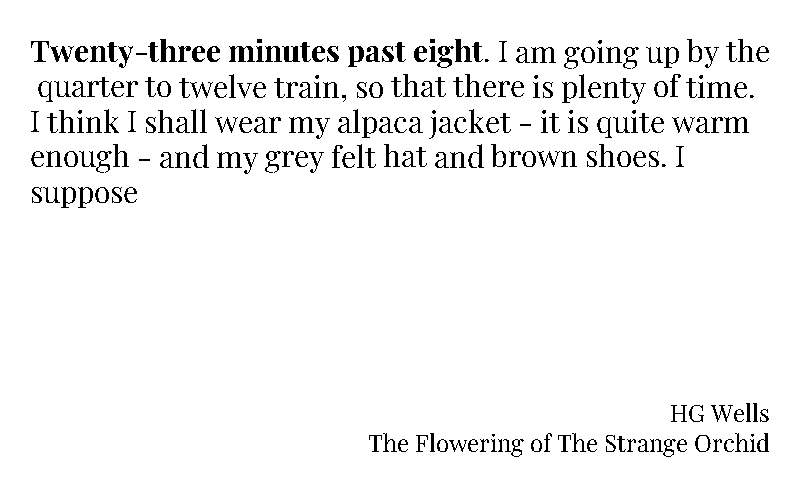 Twenty-three minutes past eight. I am going up by the
quarter to twelve train, so that there is plenty of time.
I think I shall wear my alpaca jacket - it is quite warm
enough - and my grey felt hat and brown shoes. I
suppose
HG Wells
The Flowering of The Strange Orchid